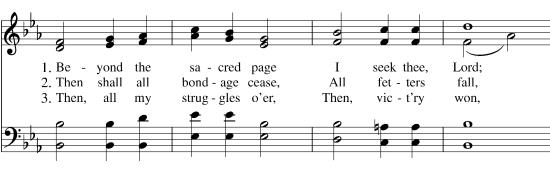 1. Be - yond the sa - cred page I seek thee, Lord;
2. Then shall all bond - age cease, All fet - ters fall,
3. Then, all my strug - gles o'er, Then, vic - t'ry won,